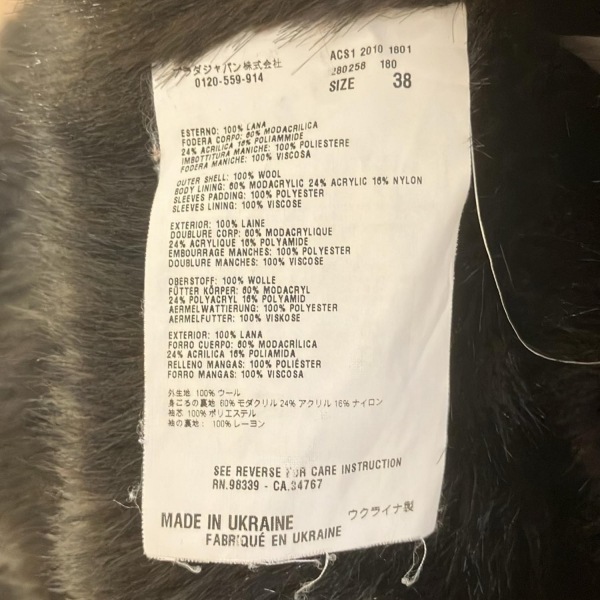 プラダジャパン株式会社
0120-559-914
ACS1 2010 1801
280258 180
SIZE 38
ESTERNO: 100% LANA
FODERA CORPO: 60% MODACRILICA
24% ACRILICA 16% POLIAMMIDE
IMBOTTITURA MANICHE: 100% POLIESTERE
FODERA MANICHE: 100% VISCOSA
OUTER SHELL: 100% WOOL
BODY LINING: 60% MODACRYLIC 24% ACRYLIC 16% NYLON
SLEEVES PADDING: 100% POLYESTER
SLEEVES LINING: 100% VISCOSE
EXTERIOR: 100% LAINE
DOUBLURE CORP: 60% MODACRYLIQUE
24% ACRYLIQUE 16% POLYAMIDE
EMBOURRAGE MANCHES: 100% POLYESTER
DOUBLURE MANCHES: 100% VISCOSE
OBERSTOFF: 100% WOLLE
FÜTTER KÖRPER: 60% MODACRYL
24% POLYACRYL 16% POLYAMID
AERMELWATTIERUNG: 100% POLYESTER
AERMELFUTTER: 100% VISKOSE
EXTERIOR: 100% LANA
FORRO CUERPO: 60% MODACRÍLICA
24% ACRILICA 16% POLIAMIDA
RELLENO MANGAS: 100% POLIÉSTER
FORRO MANGAS: 100% VISCOSA
外生地 100% ウール
身ごろの裏地 60% モダクリル 24% アクリル 16% ナイロン
袖芯 100% ポリエステル
袖の裏地: 100% レーヨン
SEE REVERSE FOR CARE INSTRUCTION
RN.98339 - CA.34767
MADE IN UKRAINE
FABRIQUÉ EN UKRAINE
ウクライナ製